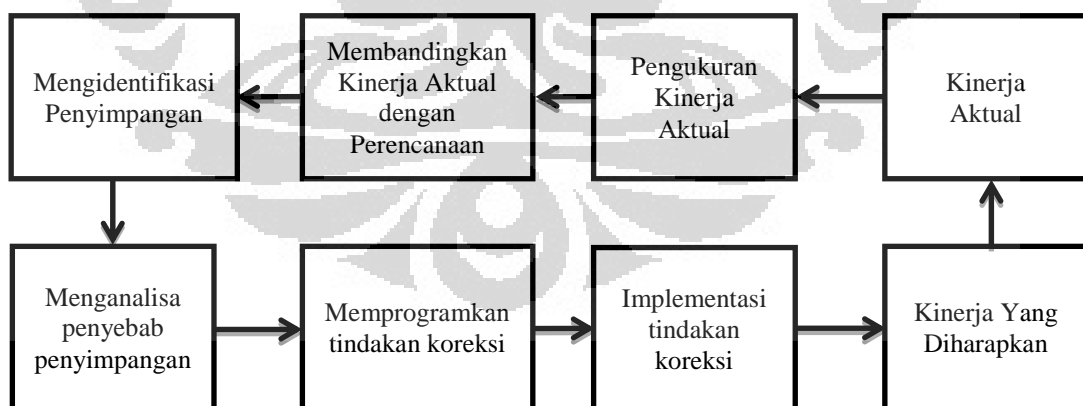 Mengidentifikasi
Penyimpangan
Membandingkan
Kinerja Aktual
dengan
Perencanaan
Pengukuran
Kinerja
Aktual
Kinerja
Aktual
Menganalisa
penyebab
penyimpangan
Memprogramkan
tindakan koreksi
Implementasi
tindakan
koreksi
Kinerja Yang
Diharapkan